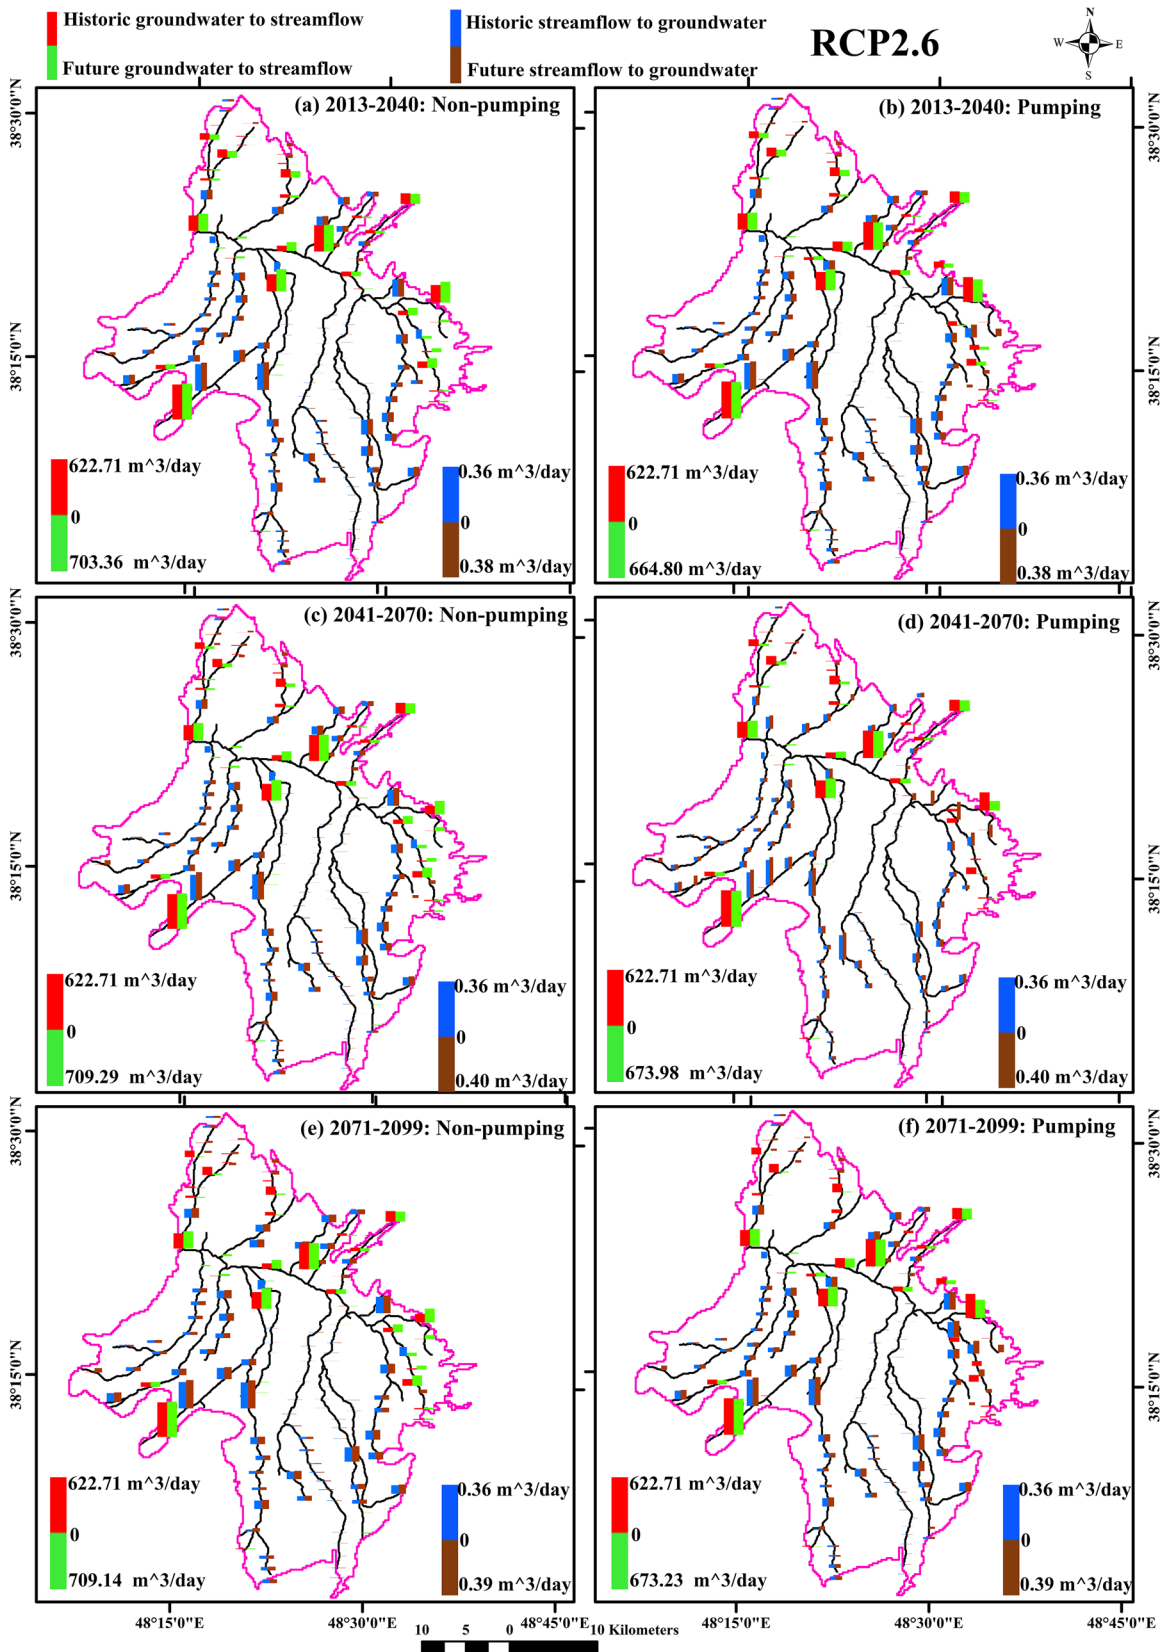 Historic groundwater to streamflow
Future groundwater to streamflow
Historic streamflow to groundwater
Future streamflow to groundwater
RCP2.6
N
W
E
S
(a) 2013-2040: Non-pumping
38°30'0"N
38°15'0"N
622.71 m^3/day
0
703.36 m^3/day
0.36 m^3/day
0
0.38 m^3/day
(b) 2013-2040: Pumping
38°30'0"N
38°15'0"N
622.71 m^3/day
0
664.80 m^3/day
0.36 m^3/day
0
0.38 m^3/day
(c) 2041-2070: Non-pumping
38°30'0"N
38°15'0"N
622.71 m^3/day
0
709.29 m^3/day
0.36 m^3/day
0
0.40 m^3/day
(d) 2041-2070: Pumping
38°30'0"N
38°15'0"N
622.71 m^3/day
0
673.98 m^3/day
0.36 m^3/day
0
0.40 m^3/day
(e) 2071-2099: Non-pumping
38°30'0"N
38°15'0"N
622.71 m^3/day
0
709.14 m^3/day
0.36 m^3/day
0
0.39 m^3/day
(f) 2071-2099: Pumping
38°30'0"N
38°15'0"N
622.71 m^3/day
0
673.23 m^3/day
0.36 m^3/day
0
0.39 m^3/day
48°15'0"E 48°30'0"E 48°45'0"E
48°15'0"E 48°30'0"E 48°45'0"E
10 5 0 10 Kilometers